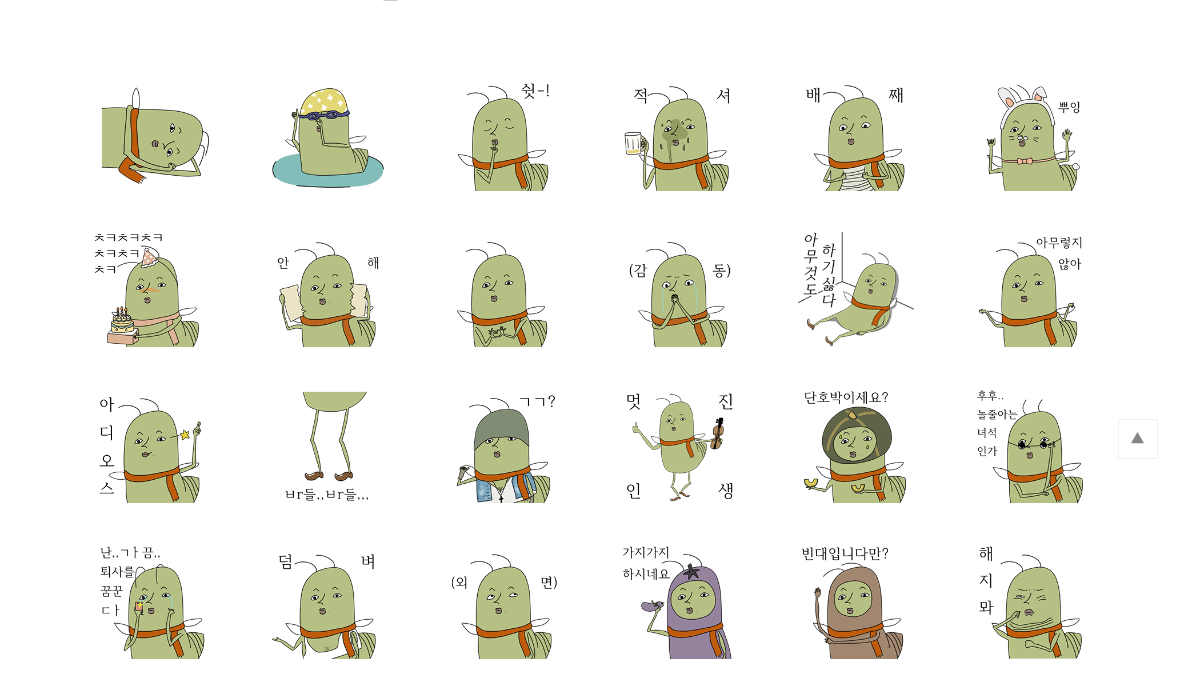 쉿-!
적 셔
배 째
뿌잉
ㅊㅋㅊㅋㅊㅋ
ㅊㅋㅊㅋ
ㅊㅋ
안 해
(감 동)
아무것도
하기싫다
아무렇지
않아
아디오스
ㅂr들..ㅂr들...
ㄱㄱ?
멋 진
인 생
단호박이세요?
후후..
놀줄아는
녀석
인가
난..ㄱㅏ끔..
퇴사를
꿈꾼
ㄷㅏ
덤 벼
(외 면)
가지가지
하시네요
빈대입니다만?
해지뫄